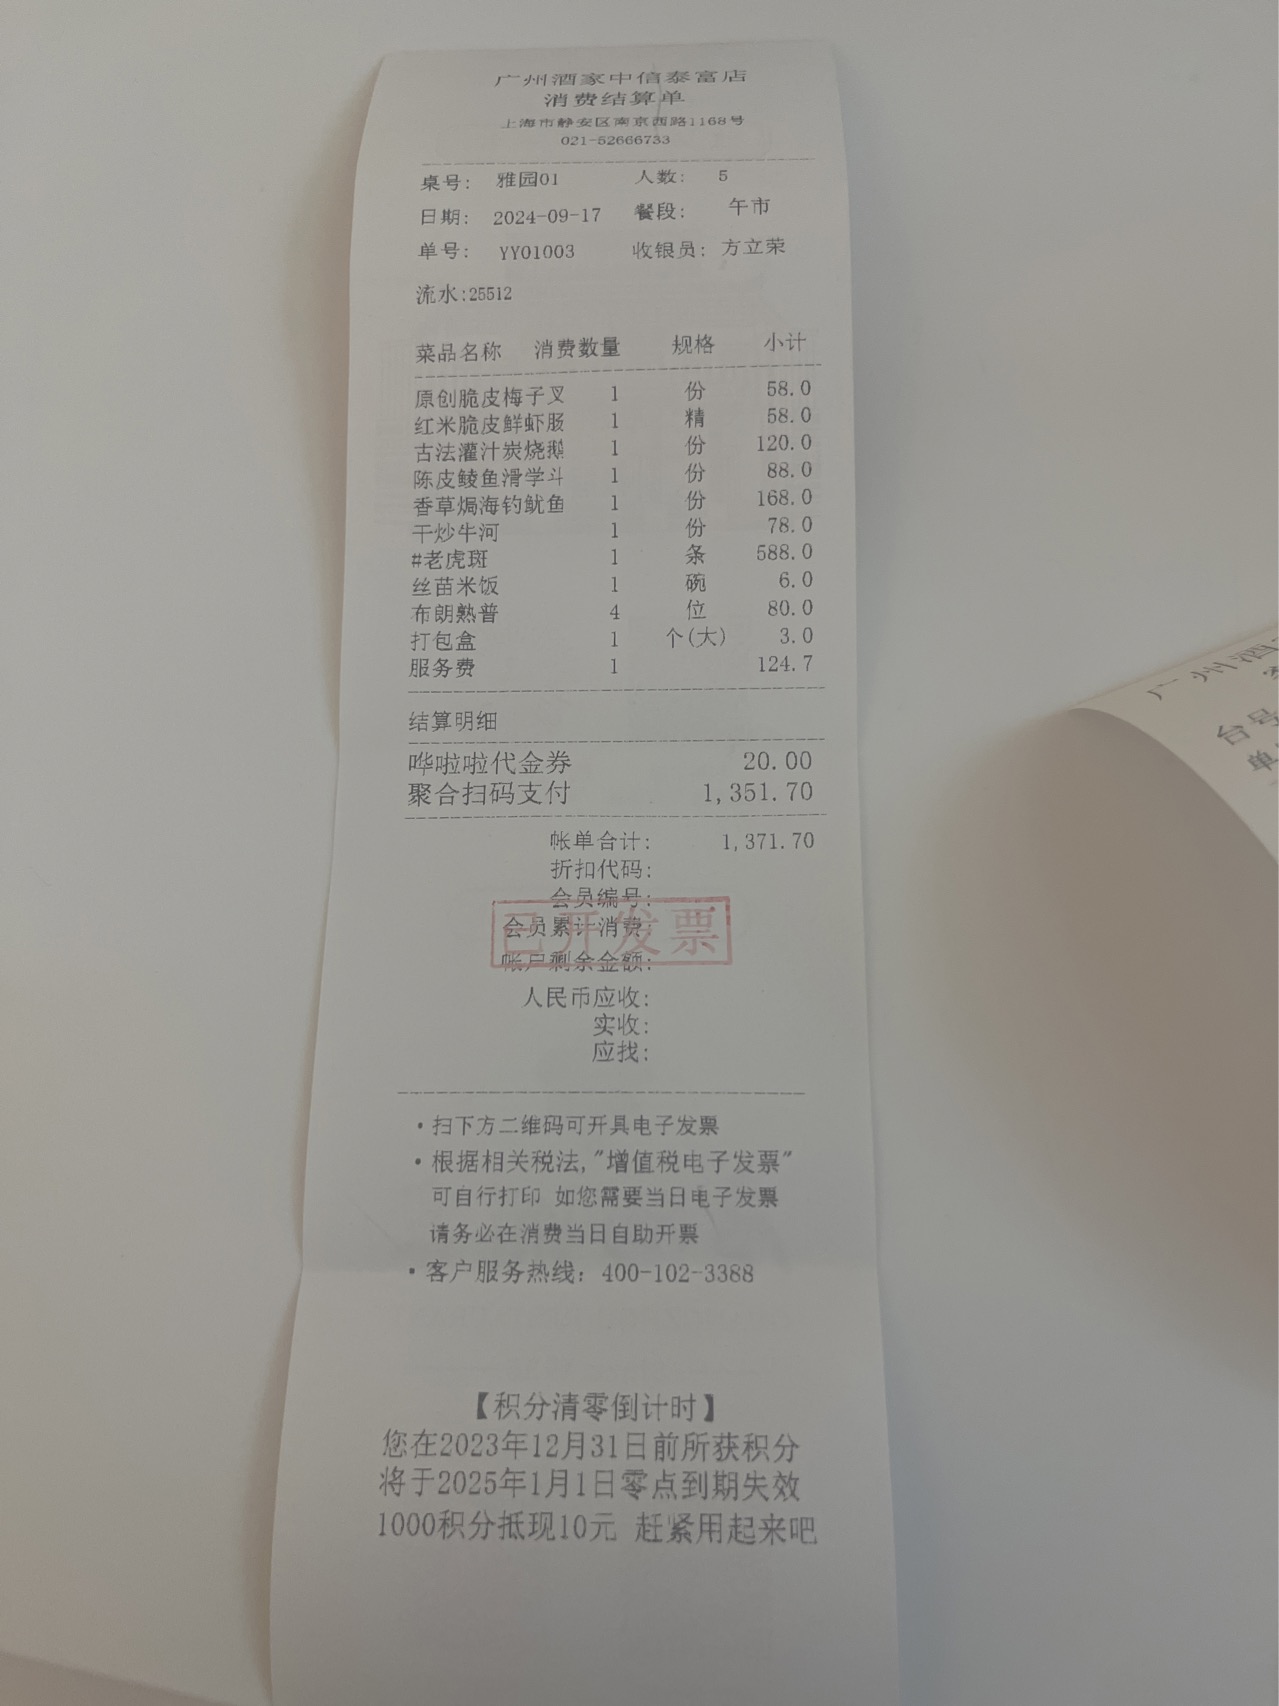 广州酒家中信泰富店
消费结算单
上海市静安区南京西路1168号
021-52666733
桌号: 雅园01 人数: 5
日期: 2024-09-17 餐段: 午市
单号: YY01003 收银员: 方立荣
流水:25512
菜品名称 消费数量 规格 小计
原创脆皮梅子叉 1 份 58.0
红米脆皮鲜虾肠 1 精 58.0
古法灌汁炭烧鹅 1 份 120.0
陈皮鲮鱼滑学斗 1 份 88.0
香草焗海钓鱿鱼 1 份 168.0
干炒牛河 1 份 78.0
#老虎斑 1 条 588.0
丝苗米饭 1 碗 6.0
布朗熟普 4 位 80.0
打包盒 1 个(大) 3.0
服务费 1 124.7
结算明细
哗啦啦代金券 20.00
聚合扫码支付 1,351.70
帐单合计: 1,371.70
折扣代码:
会员编号:
会员累计消费:
已开发票
帐户剩余金额:
人民币应收:
实收:
应找:
·扫下方二维码可开具电子发票
·根据相关税法,"增值税电子发票"
可自行打印 如您需要当日电子发票
请务必在消费当日自助开票
·客户服务热线: 400-102-3388
【积分清零倒计时】
您在2023年12月31日前所获积分
将于2025年1月1日零点到期失效
1000积分抵现10元 赶紧用起来吧
广州酒
台号
单